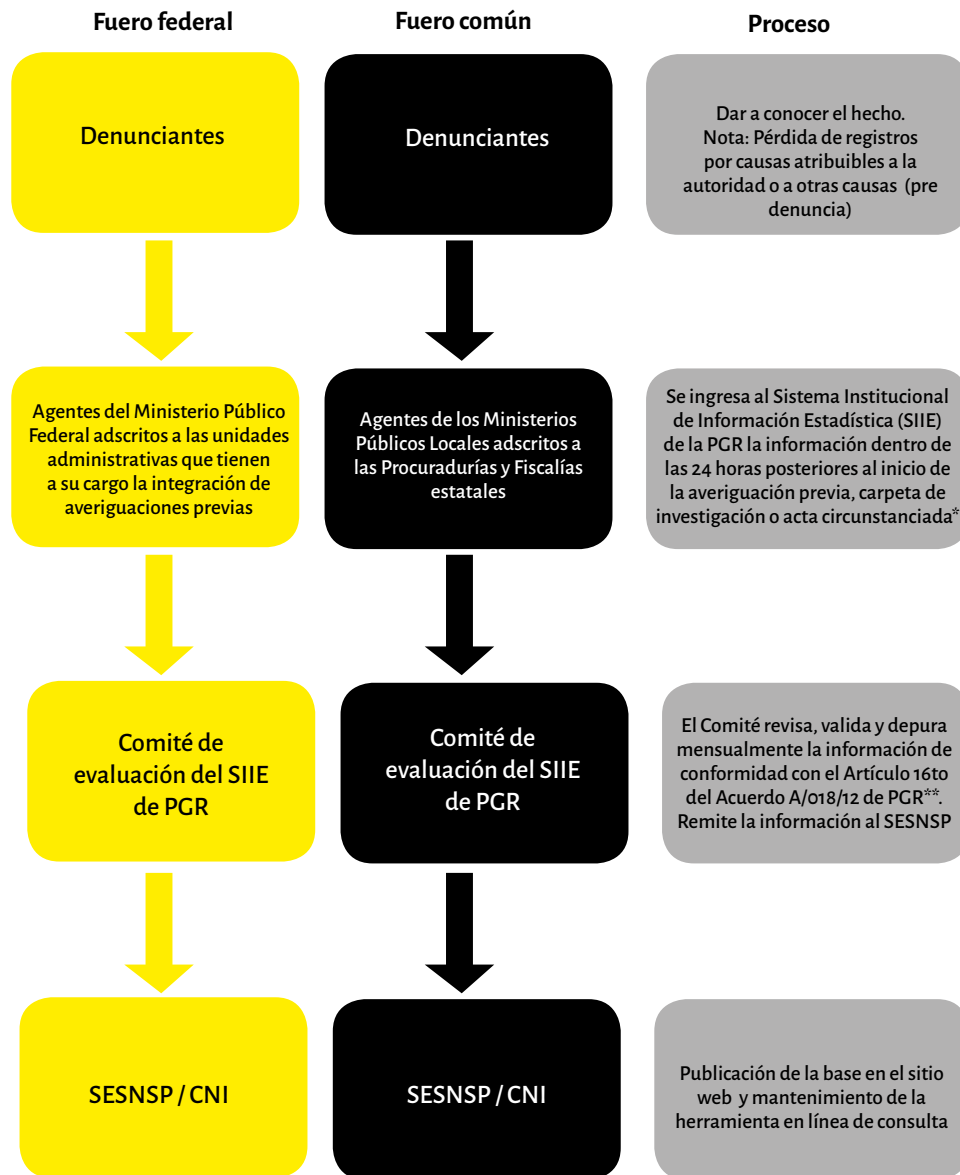 Fuero federal
Fuero común
Proceso
Denunciantes
Denunciantes
Dar a conocer el hecho.
Nota: Pérdida de registros
por causas atribuibles a la
autoridad o a otras causas (pre
denuncia)
Agentes del Ministerio Público
Federal adscritos a las unidades
administrativas que tienen
a su cargo la integración de
averiguaciones previas
Agentes de los Ministerios
Públicos Locales adscritos a
las Procuradurías y Fiscalías
estatales
Se ingresa al Sistema Institucional
de Información Estadística (SIIE)
de la PGR la información dentro de
las 24 horas posteriores al inicio de
la averiguación previa, carpeta de
investigación o acta circunstanciada*
Comité de
evaluación del SIIE
de PGR
Comité de
evaluación del SIIE
de PGR
El Comité revisa, valida y depura
mensualmente la información de
conformidad con el Artículo 16to
del Acuerdo A/018/12 de PGR**.
Remite la información al SESNSP
SESNSP / CNI
SESNSP / CNI
Publicación de la base en el sitio
web y mantenimiento de la
herramienta en línea de consulta